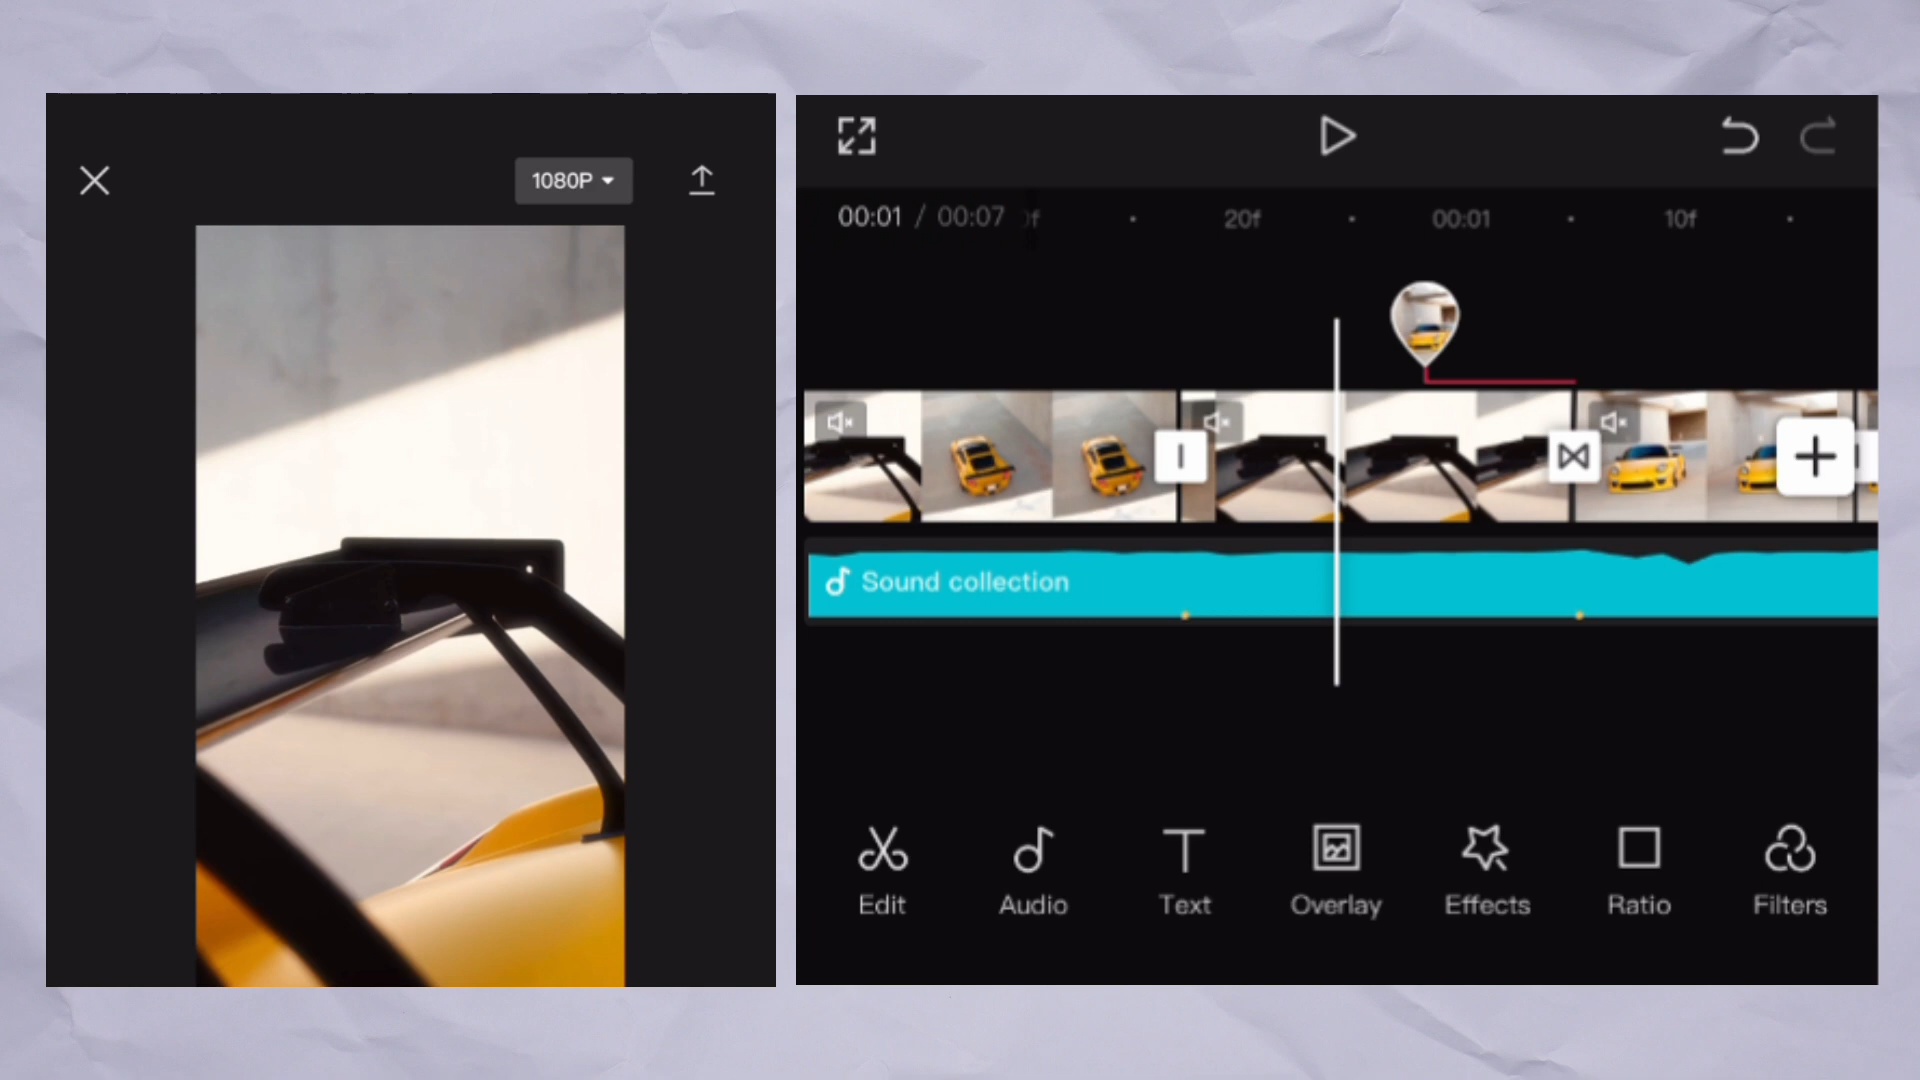 1080P
00:01 / 00:07
20f
00:01
10f
Sound collection
Edit
Audio
Text
Overlay
Effects
Ratio
Filters